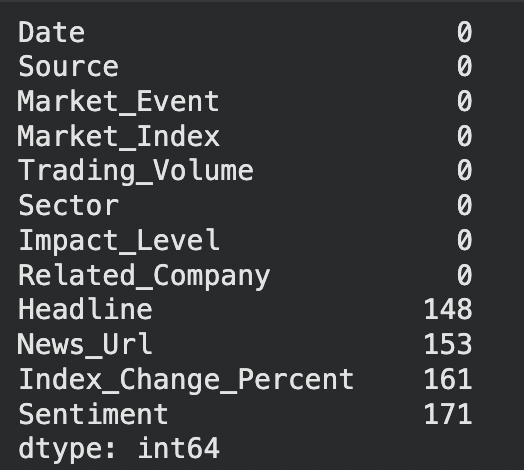 Date 0
Source 0
Market_Event 0
Market_Index 0
Trading_Volume 0
Sector 0
Impact_Level 0
Related_Company 0
Headline 148
News_Url 153
Index_Change_Percent 161
Sentiment 171
dtype: int64